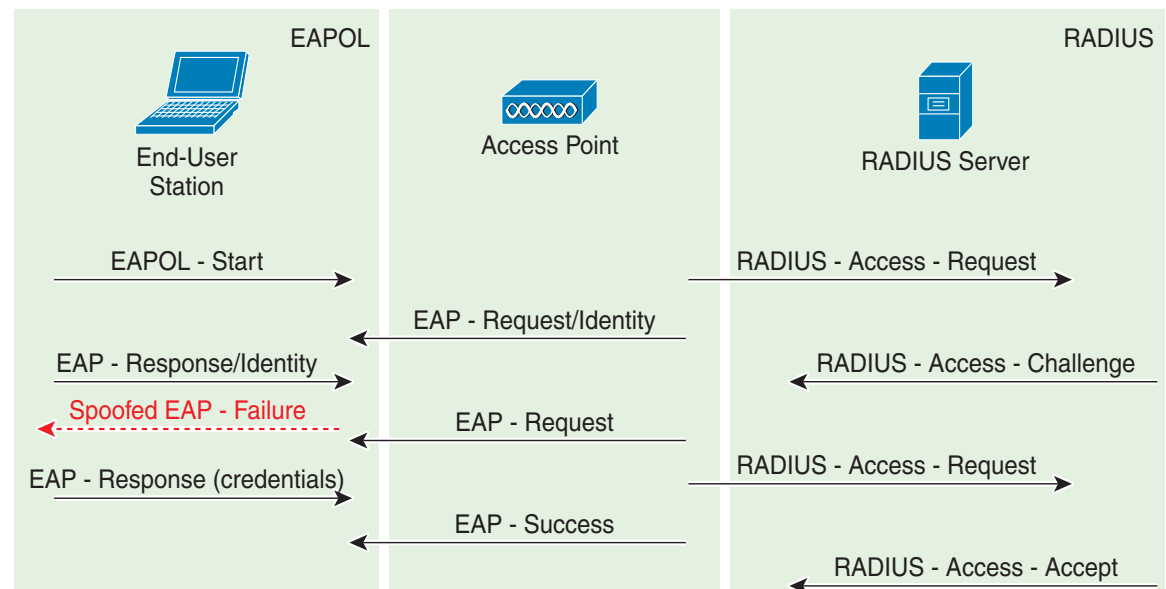 EAPOL
RADIUS
End-User
Station
Access Point
RADIUS Server
EAPOL - Start
RADIUS - Access - Request
EAP - Request/Identity
EAP - Response/Identity
RADIUS - Access - Challenge
Spoofed EAP - Failure
EAP - Request
EAP - Response (credentials)
RADIUS - Access - Request
EAP - Success
RADIUS - Access - Accept